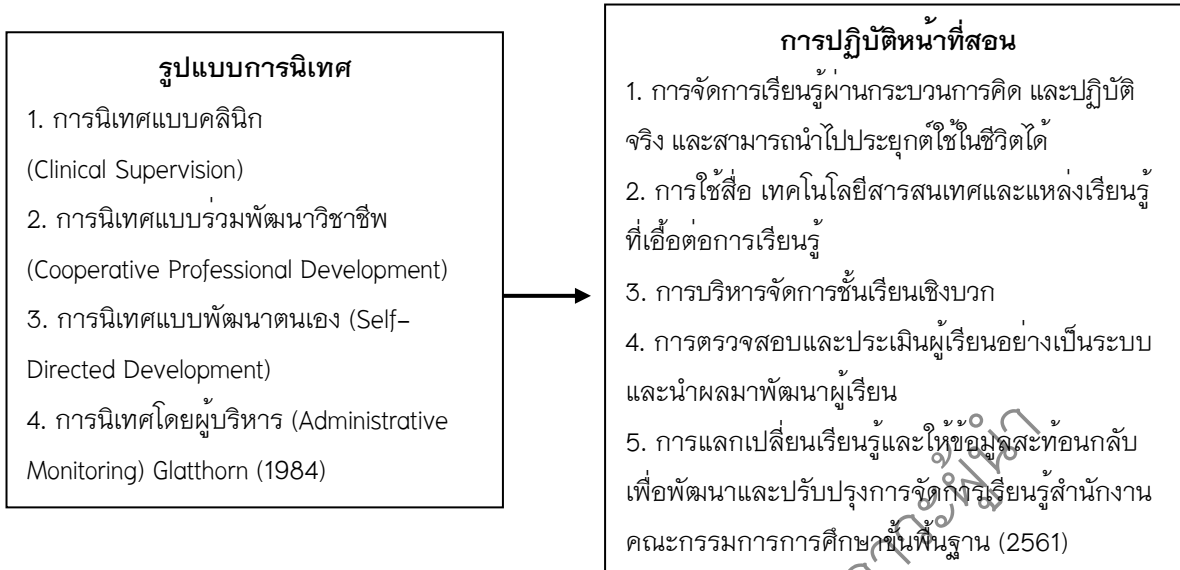 รูปแบบการนิเทศ
1. การนิเทศแบบคลินิก
(Clinical Supervision)
2. การนิเทศแบบร่วมพัฒนาวิชาชีพ
(Cooperative Professional Development)
3. การนิเทศแบบพัฒนาตนเอง (Self-
Directed Development)
4. การนิเทศโดยผู้บริหาร (Administrative
Monitoring) Glatthorn (1984)
การปฏิบัติหน้าที่สอน
1. การจัดการเรียนรู้ผ่านกระบวนการคิด และปฏิบัติ
จริง และสามารถนำไปประยุกต์ใช้ในชีวิตได้
2. การใช้สื่อ เทคโนโลยีสารสนเทศและแหล่งเรียนรู้
ที่เอื้อต่อการเรียนรู้
3. การบริหารจัดการชั้นเรียนเชิงบวก
4. การตรวจสอบและประเมินผู้เรียนอย่างเป็นระบบ
และนำผลมาพัฒนาผู้เรียน
5. การแลกเปลี่ยนเรียนรู้และให้ข้อมูลสะท้อนกลับ
เพื่อพัฒนาและปรับปรุงการจัดการเรียนรู้สำนักงาน
คณะกรรมการการศึกษาขั้นพื้นฐาน (2561)